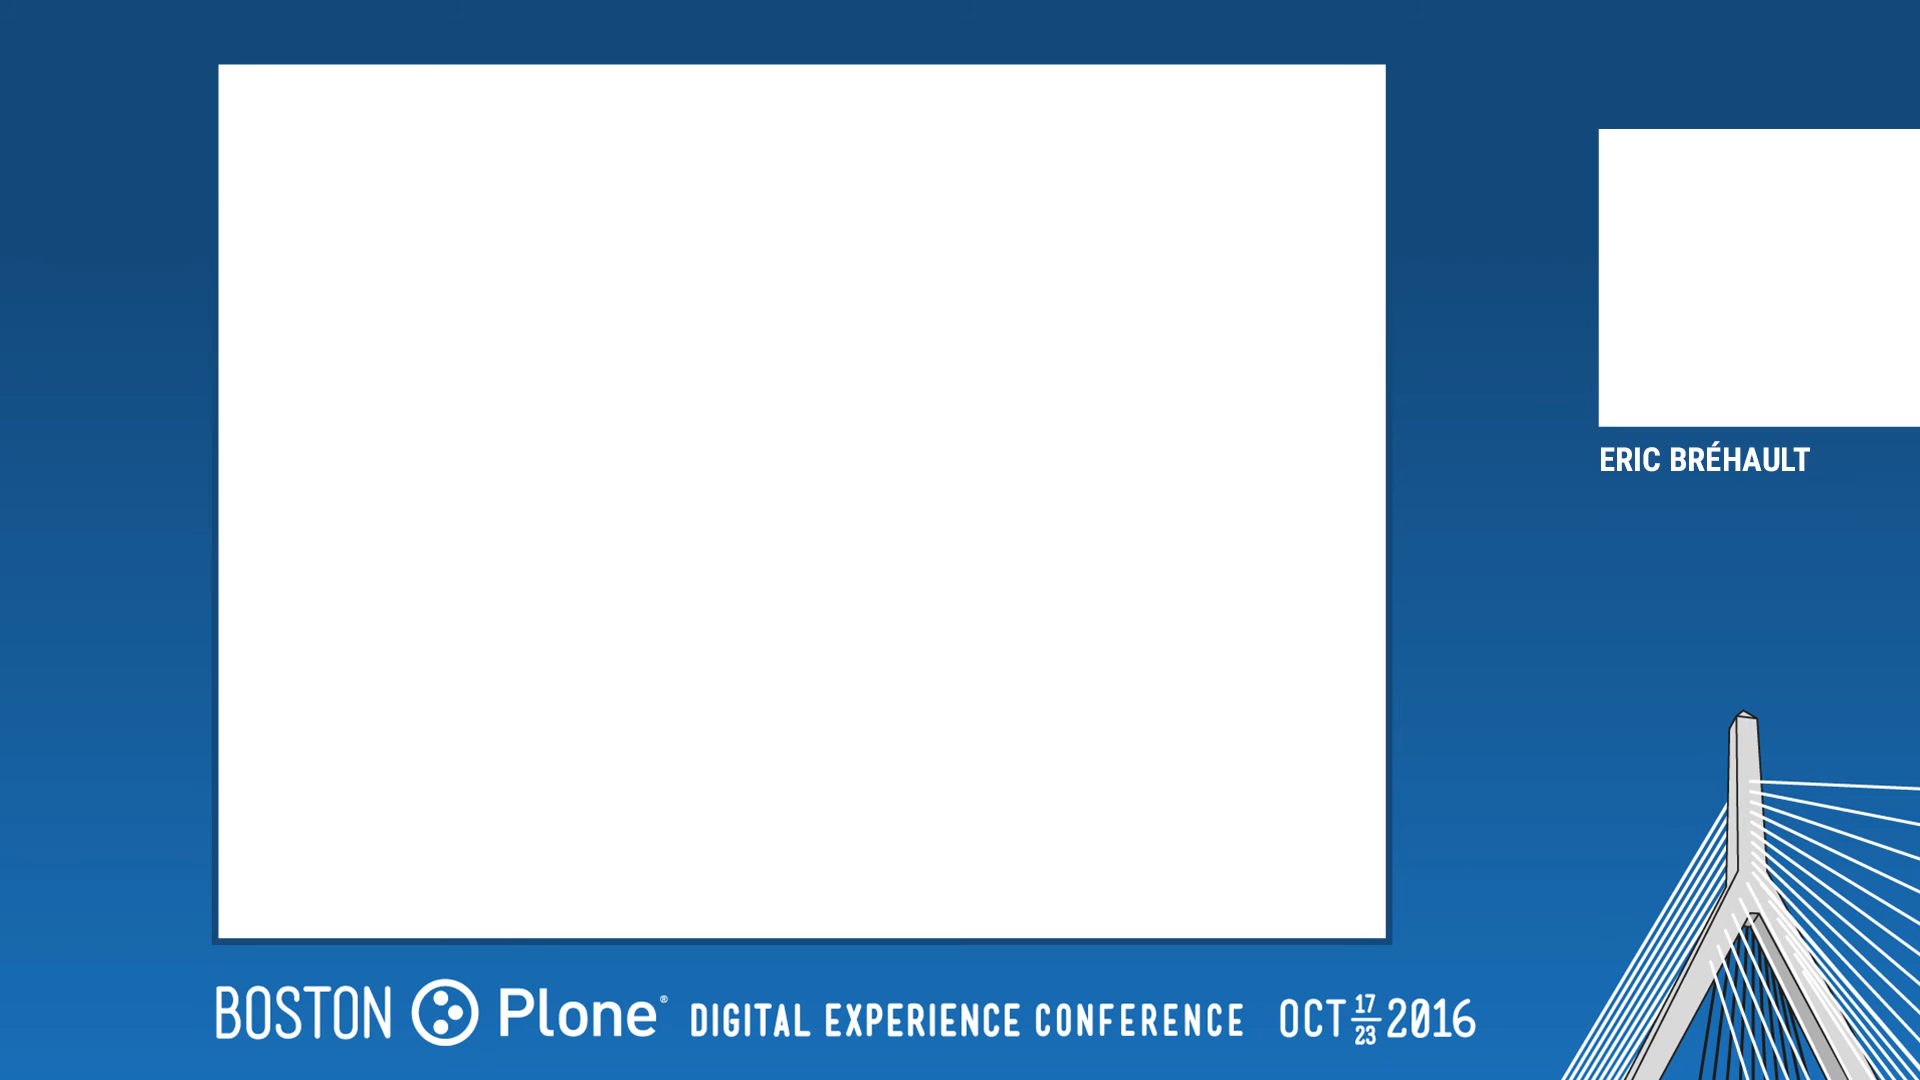 ERIC BRÉHAULT
BOSTON Plone® DIGITAL EXPERIENCE CONFERENCE OCT 17 23 2016